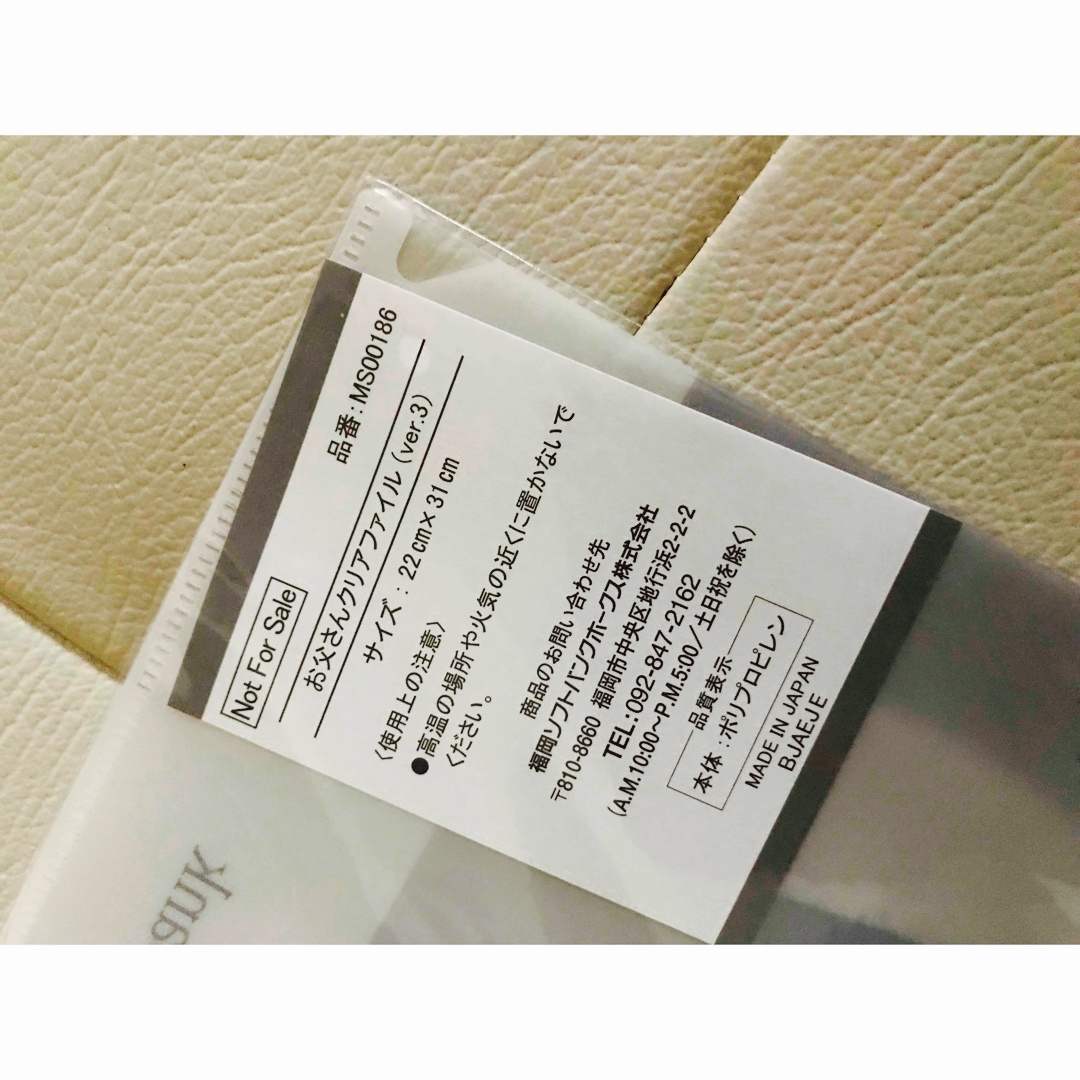 Not For Sale
品番:MS00186
お父さんクリアファイル(ver.3)
サイズ:22cm×31cm
〈使用上の注意〉
●高温の場所や火気の近くに置かないで
ください。
商品のお問い合わせ先
福岡ソフトバンクホークス株式会社
〒810-8660 福岡市中央区地行浜2-2-2
TEL:092-847-2162
(A.M.10:00~P.M.5:00/土日祝を除く)
品質表示
本体:ポリプロピレン
MADE IN JAPAN
BJAEJE